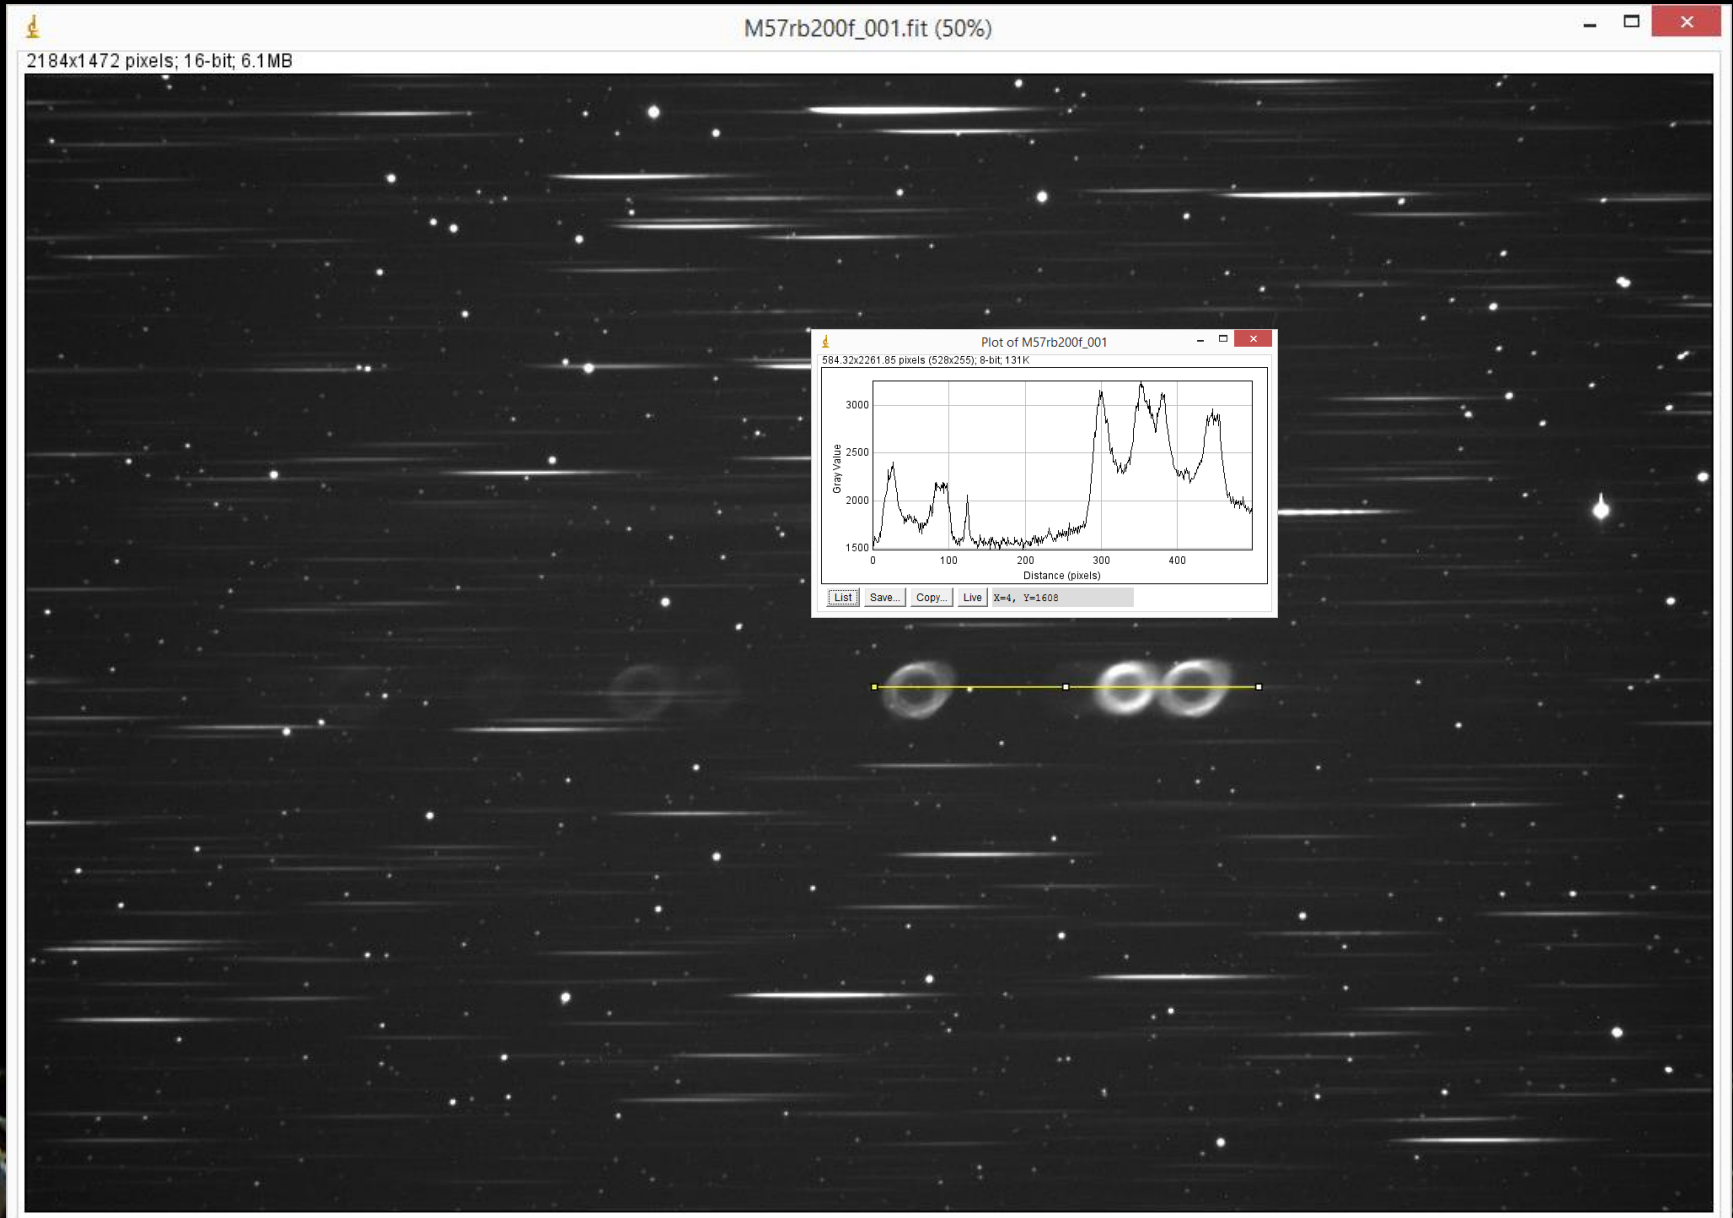 M57rb200f_001.fit (50%)
2184x1472 pixels; 16-bit; 6.1MB
Plot of M57rb200f_001
584.32x2261.85 pixels (528x255); 8-bit; 131K
3000
2500
2000
1500
Gray Value
0 100 200 300 400
Distance (pixels)
List Save... Copy... Live X=4, Y=1608